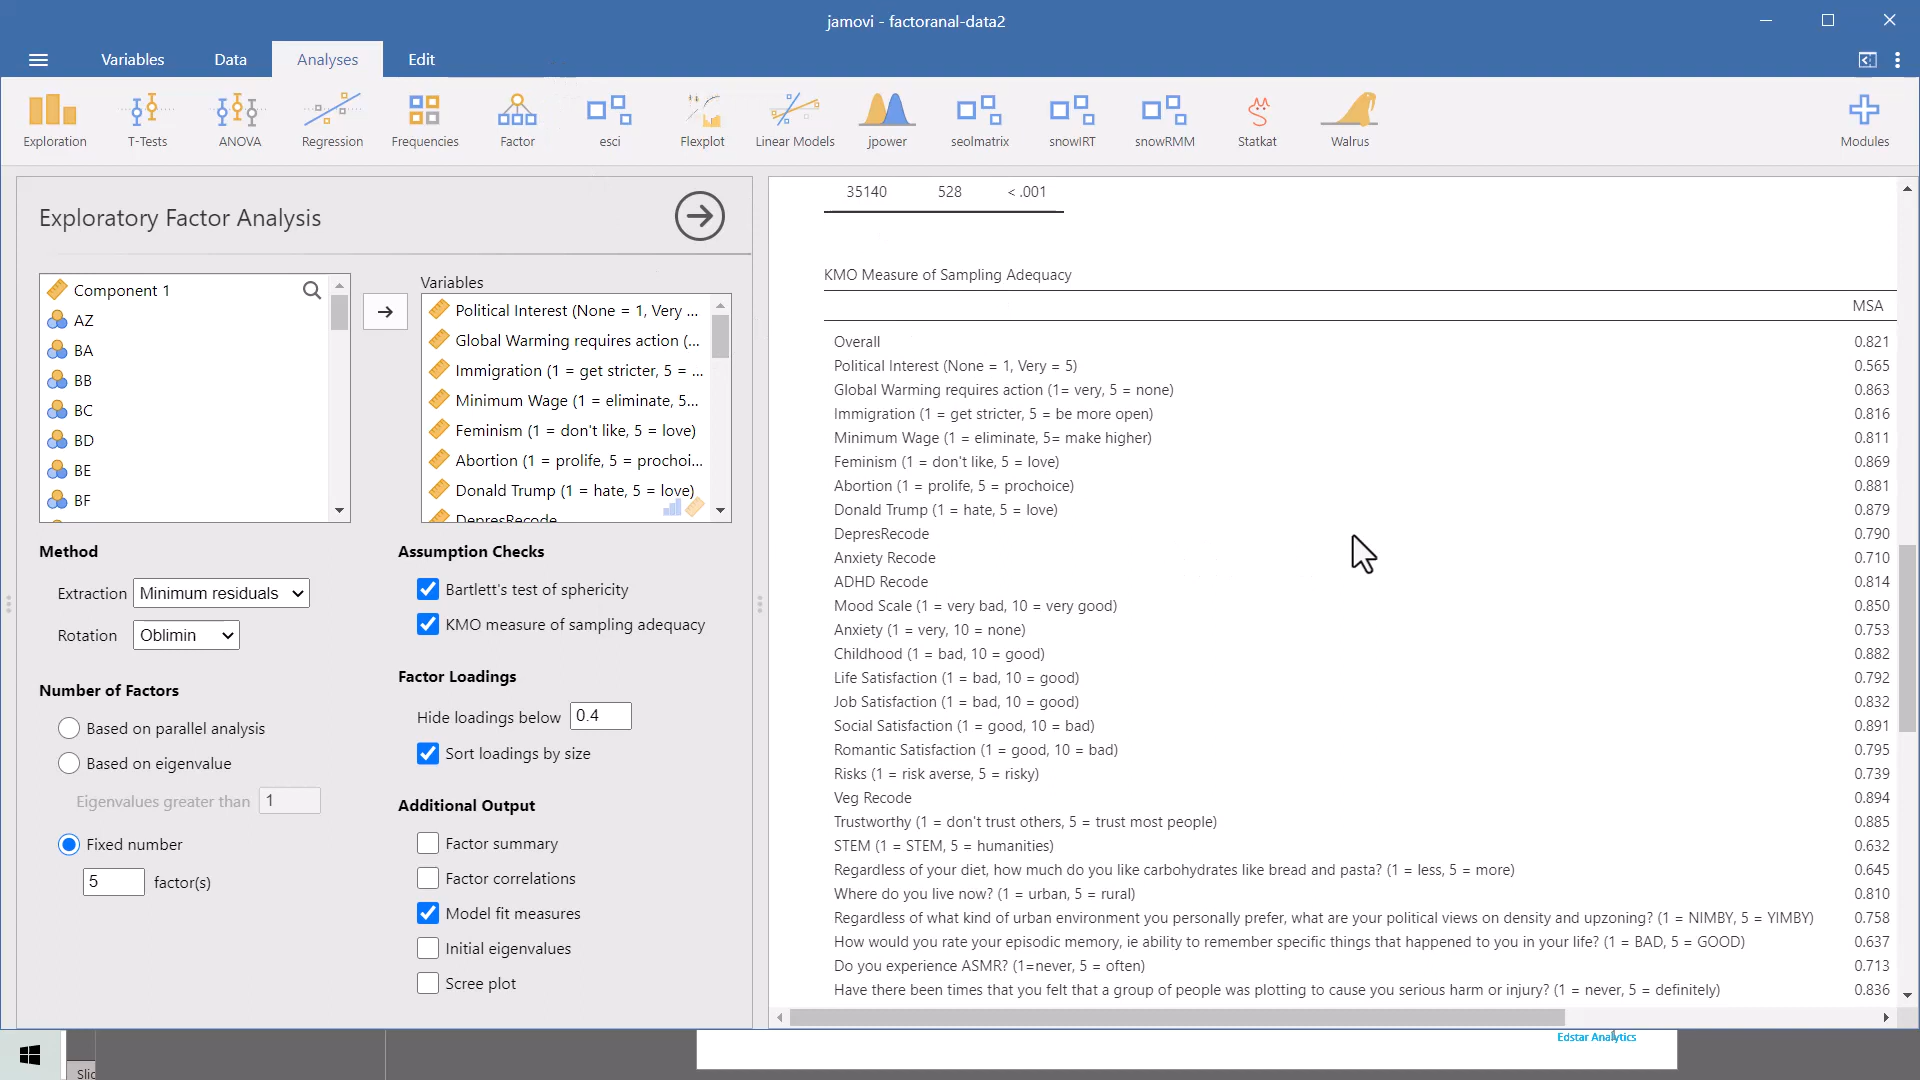 jamovi - factoranal-data2
Variables
Data
Analyses
Edit
Exploration
T-Tests
ANOVA
Regression
Frequencies
Factor
esci
Flexplot
Linear Models
jpower
seolmatrix
snowIRT
snowRMM
Statkat
Walrus
Modules
Exploratory Factor Analysis
Component 1
AZ
BA
BB
BC
BD
BE
BF
Variables
Political Interest (None = 1, Very ...
Global Warming requires action (...
Immigration (1 = get stricter, 5 = ...
Minimum Wage (1 = eliminate, 5...
Feminism (1 = don't like, 5 = love)
Abortion (1 = prolife, 5 = prochoi...
Donald Trump (1 = hate, 5 = love)
DepresRecode
Method
Extraction Minimum residuals
Rotation Oblimin
Number of Factors
Based on parallel analysis
Based on eigenvalue
Eigenvalues greater than 1
Fixed number
5 factor(s)
Assumption Checks
Bartlett's test of sphericity
KMO measure of sampling adequacy
Factor Loadings
Hide loadings below 0.4
Sort loadings by size
Additional Output
Factor summary
Factor correlations
Model fit measures
Initial eigenvalues
Scree plot
35140 528 < .001
KMO Measure of Sampling Adequacy
MSA
Overall 0.821
Political Interest (None = 1, Very = 5) 0.565
Global Warming requires action (1= very, 5 = none) 0.863
Immigration (1 = get stricter, 5 = be more open) 0.816
Minimum Wage (1 = eliminate, 5= make higher) 0.811
Feminism (1 = don't like, 5 = love) 0.869
Abortion (1 = prolife, 5 = prochoice) 0.881
Donald Trump (1 = hate, 5 = love) 0.879
DepresRecode 0.790
Anxiety Recode 0.710
ADHD Recode 0.814
Mood Scale (1 = very bad, 10 = very good) 0.850
Anxiety (1 = very, 10 = none) 0.753
Childhood (1 = bad, 10 = good) 0.882
Life Satisfaction (1 = bad, 10 = good) 0.792
Job Satisfaction (1 = bad, 10 = good) 0.832
Social Satisfaction (1 = good, 10 = bad) 0.891
Romantic Satisfaction (1 = good, 10 = bad) 0.795
Risks (1 = risk averse, 5 = risky) 0.739
Veg Recode 0.894
Trustworthy (1 = don't trust others, 5 = trust most people) 0.885
STEM (1 = STEM, 5 = humanities) 0.632
Regardless of your diet, how much do you like carbohydrates like bread and pasta? (1 = less, 5 = more) 0.645
Where do you live now? (1 = urban, 5 = rural) 0.810
Regardless of what kind of urban environment you personally prefer, what are your political views on density and upzoning? (1 = NIMBY, 5 = YIMBY) 0.758
How would you rate your episodic memory, ie ability to remember specific things that happened to you in your life? (1 = BAD, 5 = GOOD) 0.637
Do you experience ASMR? (1=never, 5 = often) 0.713
Have there been times that you felt that a group of people was plotting to cause you serious harm or injury? (1 = never, 5 = definitely) 0.836
Edstar Analytics